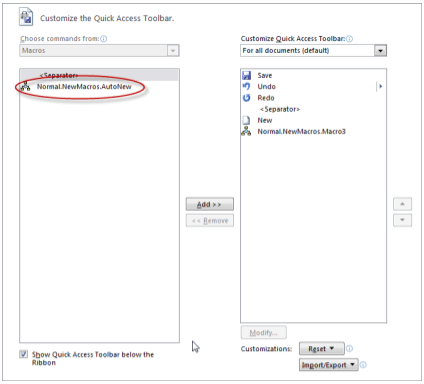 Customize the Quick Access Toolbar.
Choose commands from:
Macros
<Separator>
Normal.NewMacros.AutoNew
Add >>
<< Remove
Show Quick Access Toolbar below the
Ribbon
Customize Quick Access Toolbar:
For all documents (default)
Save
Undo
Redo
<Separator>
New
Normal.NewMacros.Macro3
Modify...
Customizations:
Reset
Import/Export